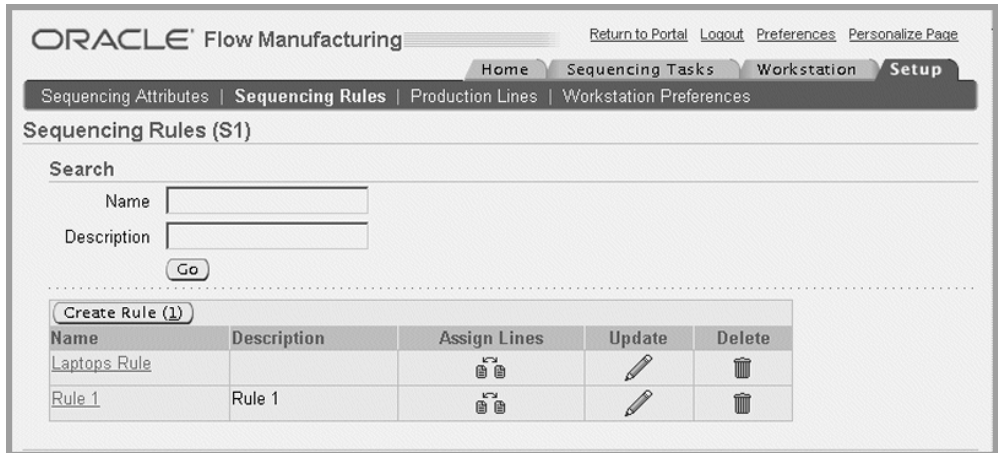 ORACLE Flow Manufacturing Return to Portal Logout Preferences Personalize Page
Home Sequencing Tasks Workstation Setup
Sequencing Attributes | Sequencing Rules | Production Lines | Workstation Preferences
Sequencing Rules (S1)
Search
Name
Description
Go
Create Rule (1)
Name Description Assign Lines Update Delete
Laptops Rule
Rule 1 Rule 1